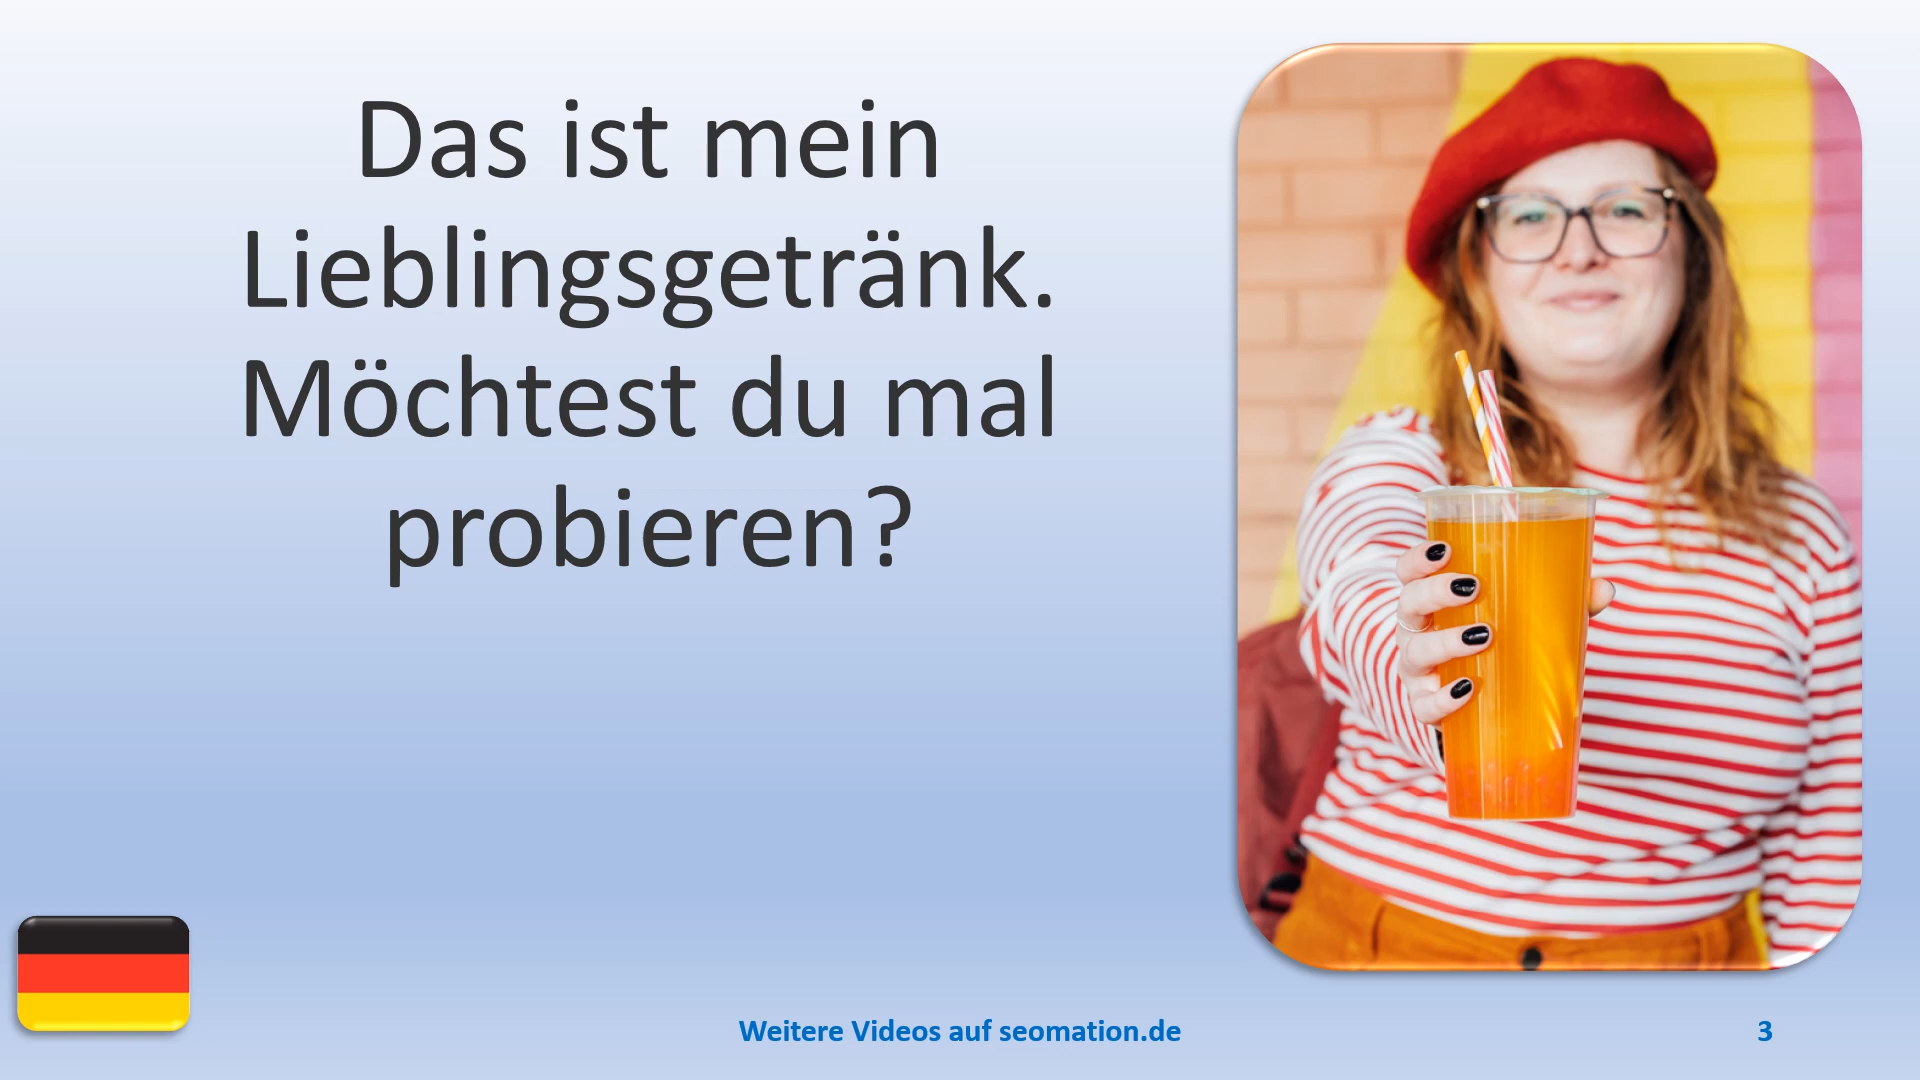 Das ist mein
Lieblingsgetränk.
Möchtest du mal
probieren?
Weitere Videos auf seomation.de
3